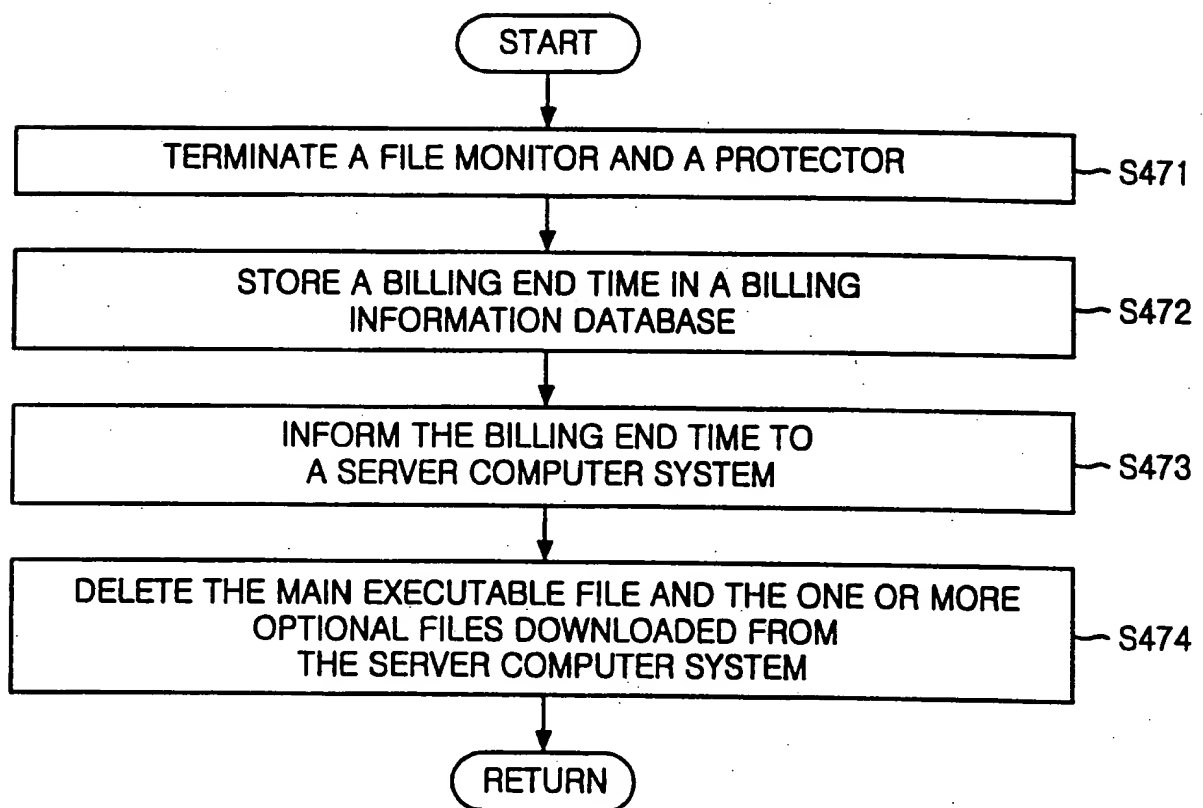 START
TERMINATE A FILE MONITOR AND A PROTECTOR
S471
STORE A BILLING END TIME IN A BILLING
INFORMATION DATABASE
S472
INFORM THE BILLING END TIME TO
A SERVER COMPUTER SYSTEM
S473
DELETE THE MAIN EXECUTABLE FILE AND THE ONE OR MORE
OPTIONAL FILES DOWNLOADED FROM
THE SERVER COMPUTER SYSTEM
S474
RETURN